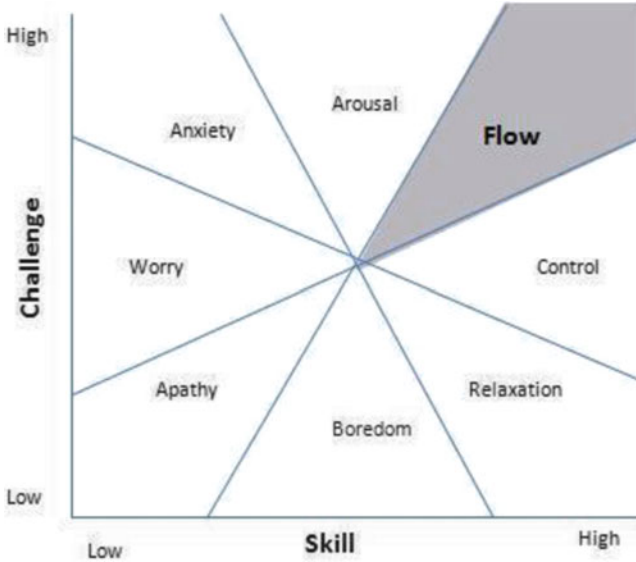 High
Arousal
Anxiety
Flow
Challenge
Worry
Control
Apathy
Relaxation
Boredom
Low
Low
Skill
High